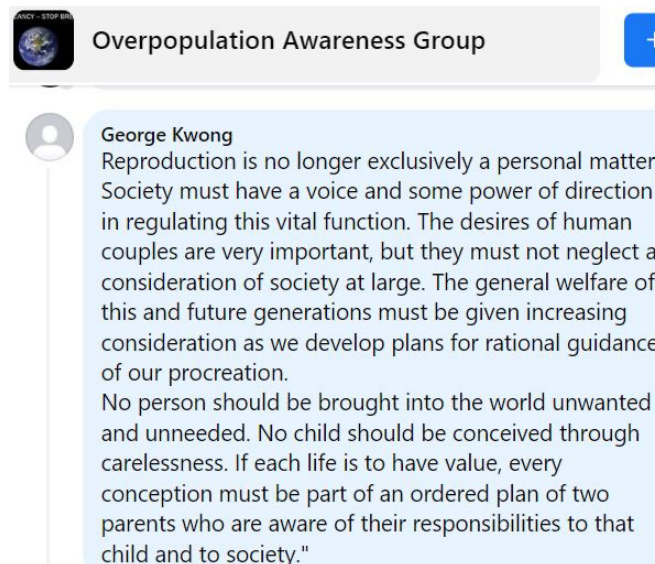 ANCY - STOP BRE
Overpopulation Awareness Group
George Kwong
Reproduction is no longer exclusively a personal matter
Society must have a voice and some power of direction
in regulating this vital function. The desires of human
couples are very important, but they must not neglect a
consideration of society at large. The general welfare of
this and future generations must be given increasing
consideration as we develop plans for rational guidance
of our procreation.
No person should be brought into the world unwanted
and unneeded. No child should be conceived through
carelessness. If each life is to have value, every
conception must be part of an ordered plan of two
parents who are aware of their responsibilities to that
child and to society."